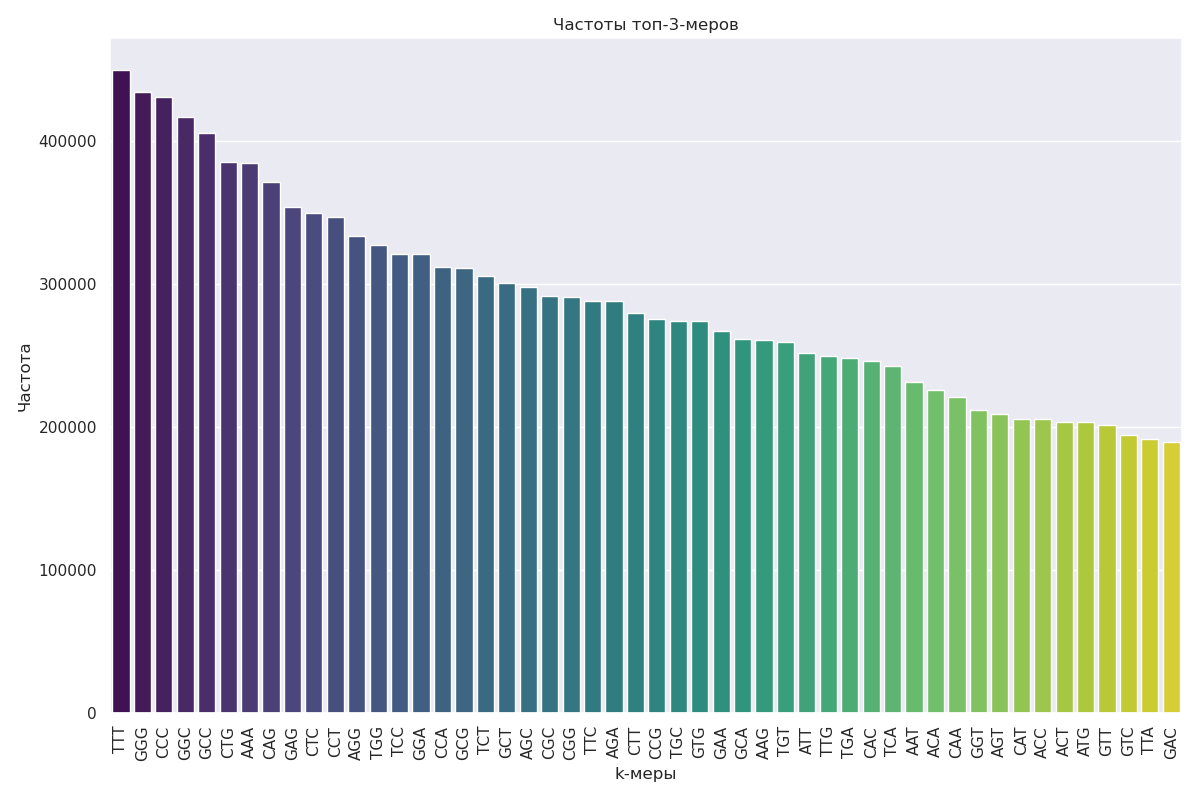 Частоты топ-3-меров
Частота
400000
300000
200000
100000
0
TTT GGG CCC GGC GCC CTG AAA CAG GAG CTC CCT AGG TGG TCC GGA CCA GCG TCT GCT AGC CGC CGG TTC AGA CTT CCG TGC GTG GAA GCA AAG TGT ATT TTG TGA CAC TCA AAT ACA CAA GGT AGT CAT ACC ACT ATG GTT GTC TTA GAC
k-меры